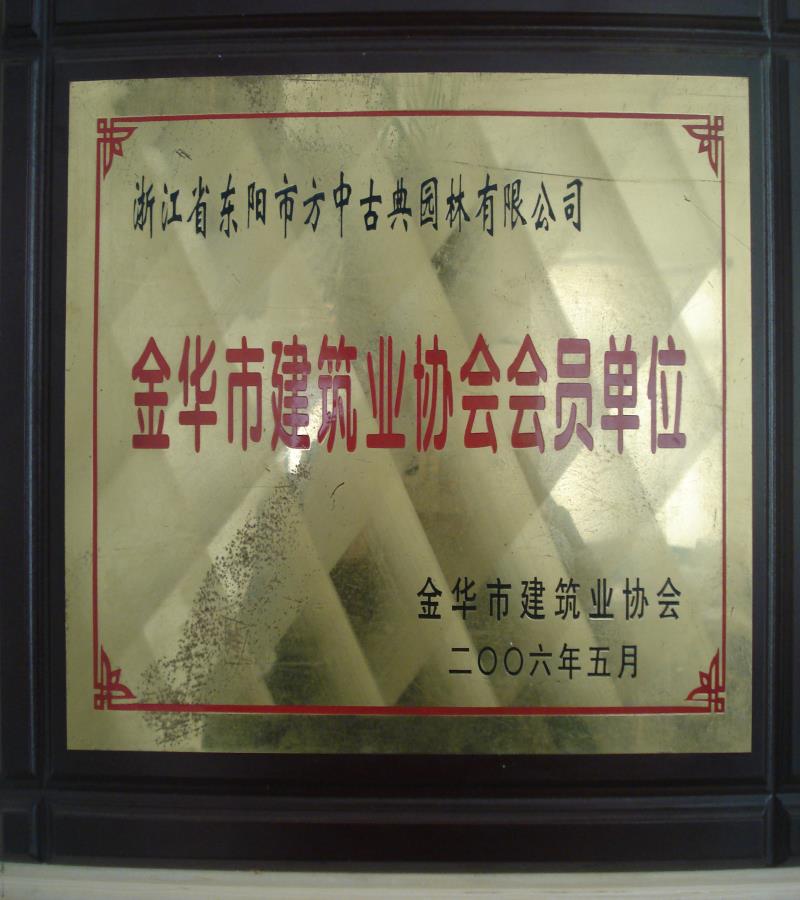 浙江省东阳市方中古典园林有限公司
金华市建筑业协会会员单位
金华市建筑业协会
二〇〇六年五月